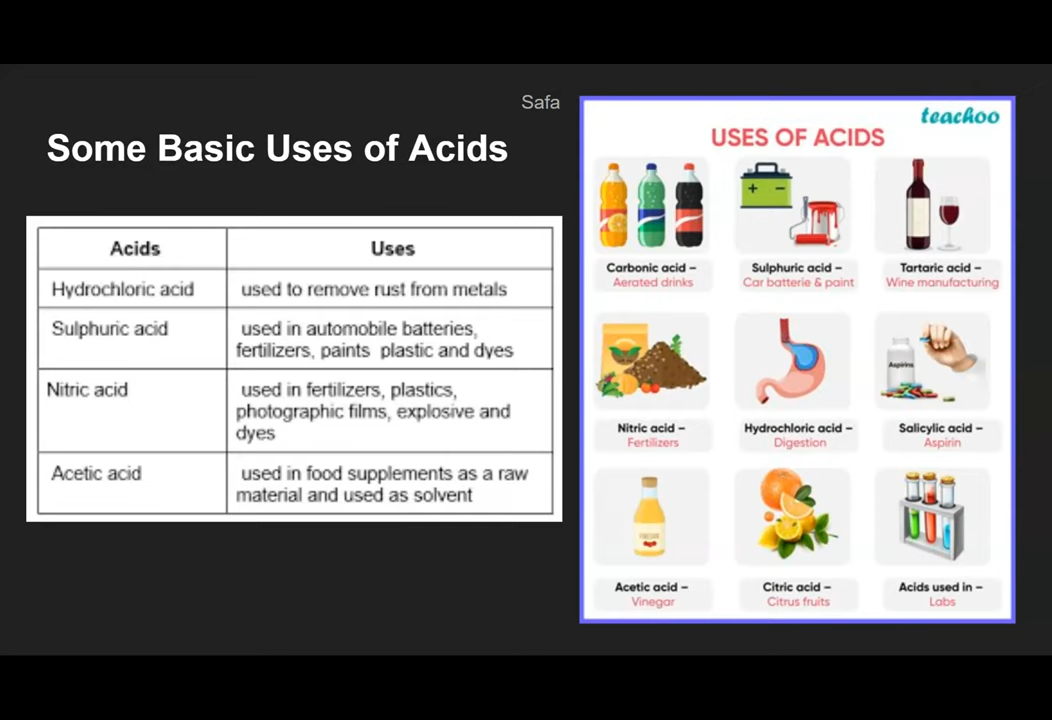 Safa
Some Basic Uses of Acids
Acids Uses
Hydrochloric acid used to remove rust from metals
Sulphuric acid used in automobile batteries,
fertilizers, paints plastic and dyes
Nitric acid used in fertilizers, plastics,
photographic films, explosive and
dyes
Acetic acid used in food supplements as a raw
material and used as solvent
teachoo
USES OF ACIDS
+ −
Carbonic acid –
Aerated drinks
Sulphuric acid –
Car batterie & paint
Tartaric acid –
Wine manufacturing
Aspirins
Nitric acid –
Fertilizers
Hydrochloric acid –
Digestion
Salicylic acid –
Aspirin
VINEGAR
Acetic acid –
Vinegar
Citric acid –
Citrus fruits
Acids used in –
Labs